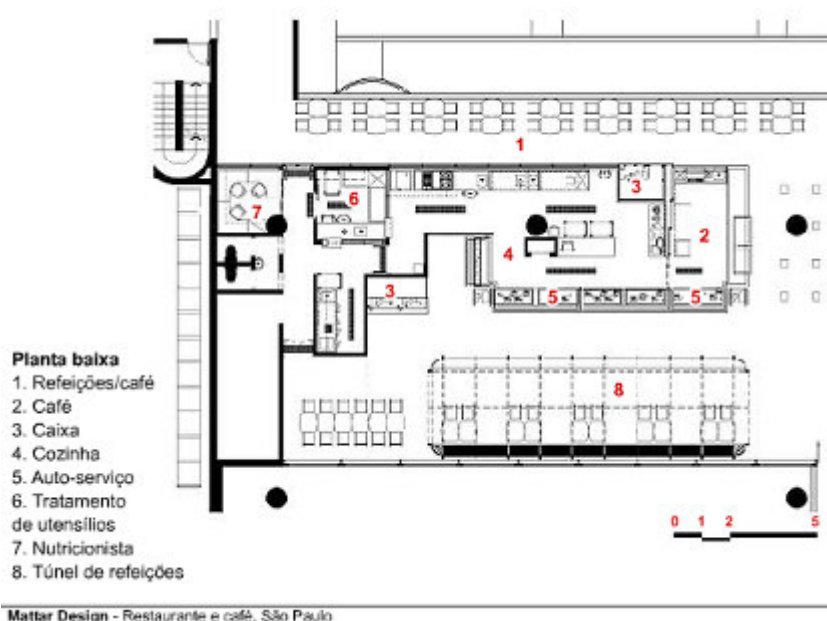 1
3
6
7
2
4
3
5
5
8
Planta baixa
1. Refeições/café
2. Café
3. Caixa
4. Cozinha
5. Auto-serviço
6. Tratamento
de utensílios
7. Nutricionista
8. Túnel de refeições
0 1 2 5
Mattar Design - Restaurante e café, São Paulo